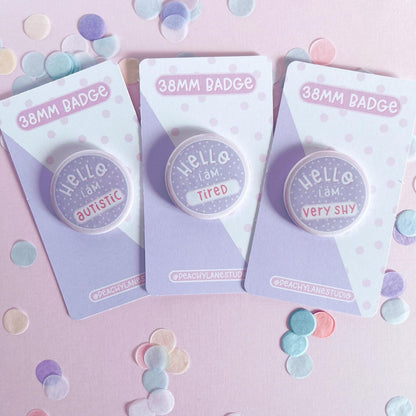 38MM BADGE
HELLO
i AM
AUTISTIC
@PEACHYLANESTUDIO
38MM BADGE
HELLO
i AM
TiRED
@PEACHYLANESTUDIO
38MM BADGE
HELLO
i AM
VERY SHY
@PEACHYLANESTUDIO